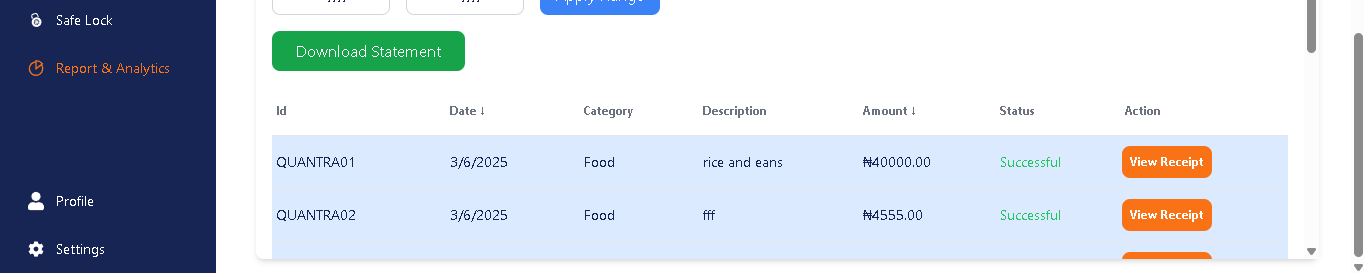 Safe Lock
Report & Analytics
Profile
Settings
Apply Range
Download Statement
Id Date ↓ Category Description Amount ↓ Status Action
QUANTRA01 3/6/2025 Food rice and eans ₦40000.00 Successful View Receipt
QUANTRA02 3/6/2025 Food fff ₦4555.00 Successful View Receipt